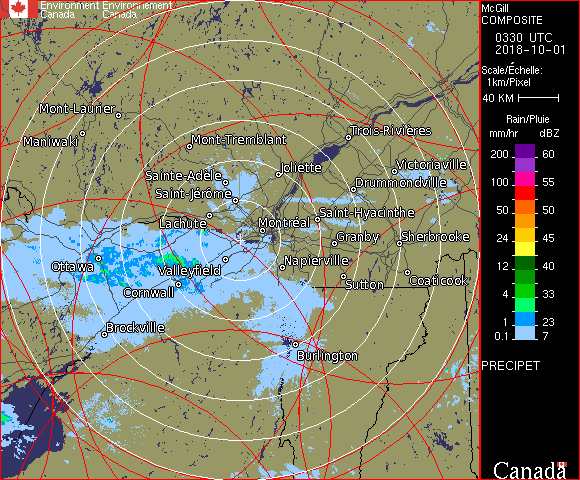 Environment Environnement
Canada Canada
McGill
COMPOSITE
0330 UTC
2018-10-01
Scale/Échelle:
1km/Pixel
40 KM
Rain/Pluie
mm/hr dBZ
200 60
100 55
50 50
24 45
12 40
4 33
1 23
0.1 7
PRECIPET
Canada
Mont-Laurier
Maniwaki
Mont-Tremblant
Trois-Rivières
Sainte-Adèle
Joliette
Victoriaville
Saint-Jérôme
Drummondville
Lachute
Saint-Hyacinthe
Montréal
Granby
Sherbrooke
Ottawa
Valleyfield
Napierville
Cornwall
Sutton
Coaticook
Brockville
Burlington